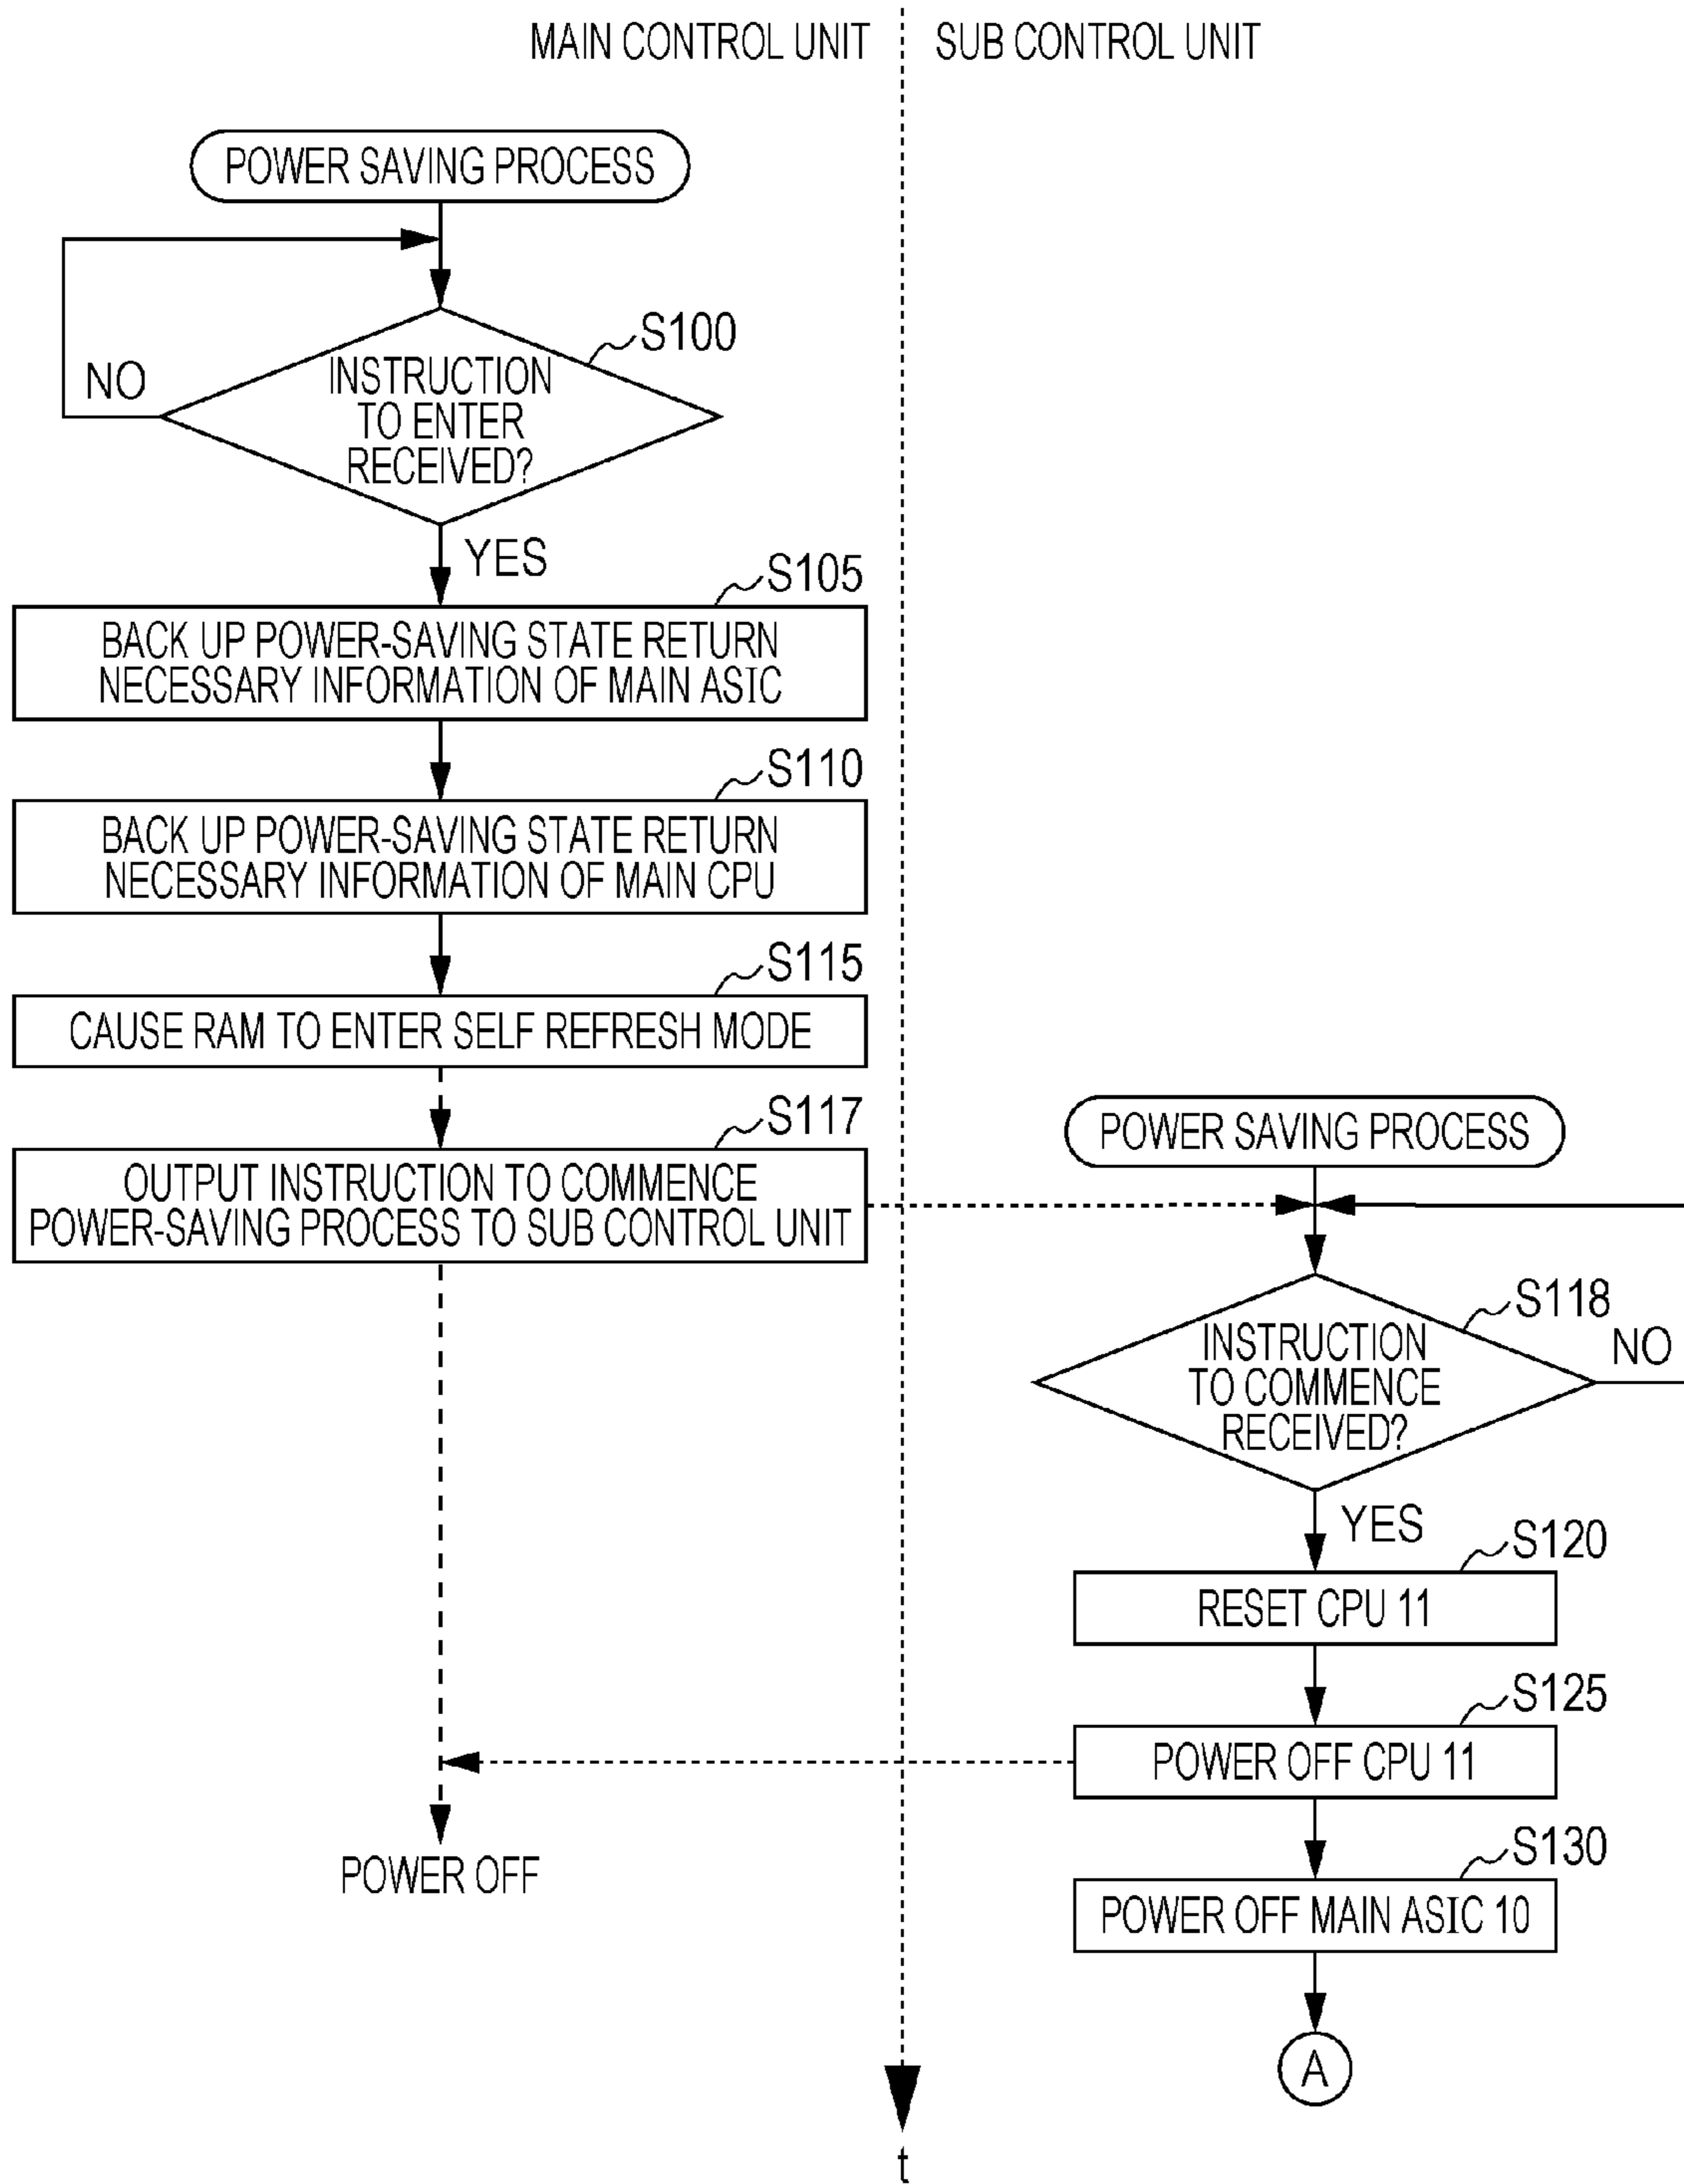 MAIN CONTROL UNIT
SUB CONTROL UNIT
POWER SAVING PROCESS
S100
NO
INSTRUCTION
TO ENTER
RECEIVED?
YES
S105
BACK UP POWER-SAVING STATE RETURN
NECESSARY INFORMATION OF MAIN ASIC
S110
BACK UP POWER-SAVING STATE RETURN
NECESSARY INFORMATION OF MAIN CPU
S115
CAUSE RAM TO ENTER SELF REFRESH MODE
S117
OUTPUT INSTRUCTION TO COMMENCE
POWER-SAVING PROCESS TO SUB CONTROL UNIT
POWER OFF
POWER SAVING PROCESS
S118
INSTRUCTION
TO COMMENCE
RECEIVED?
NO
YES
S120
RESET CPU 11
S125
POWER OFF CPU 11
S130
POWER OFF MAIN ASIC 10
A
t